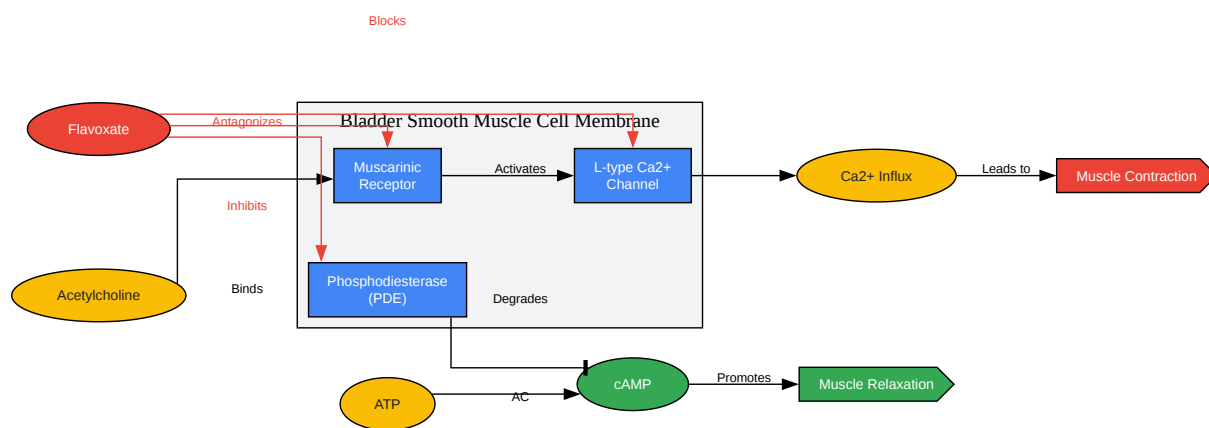 Blocks
Bladder Smooth Muscle Cell Membrane
Flavoxate
Antagonizes
Muscarinic
Receptor
Activates
L-type Ca2+
Channel
Ca2+ Influx
Leads to
Muscle Contraction
Inhibits
Acetylcholine
Binds
Phosphodiesterase
(PDE)
Degrades
ATP
AC
cAMP
Promotes
Muscle Relaxation